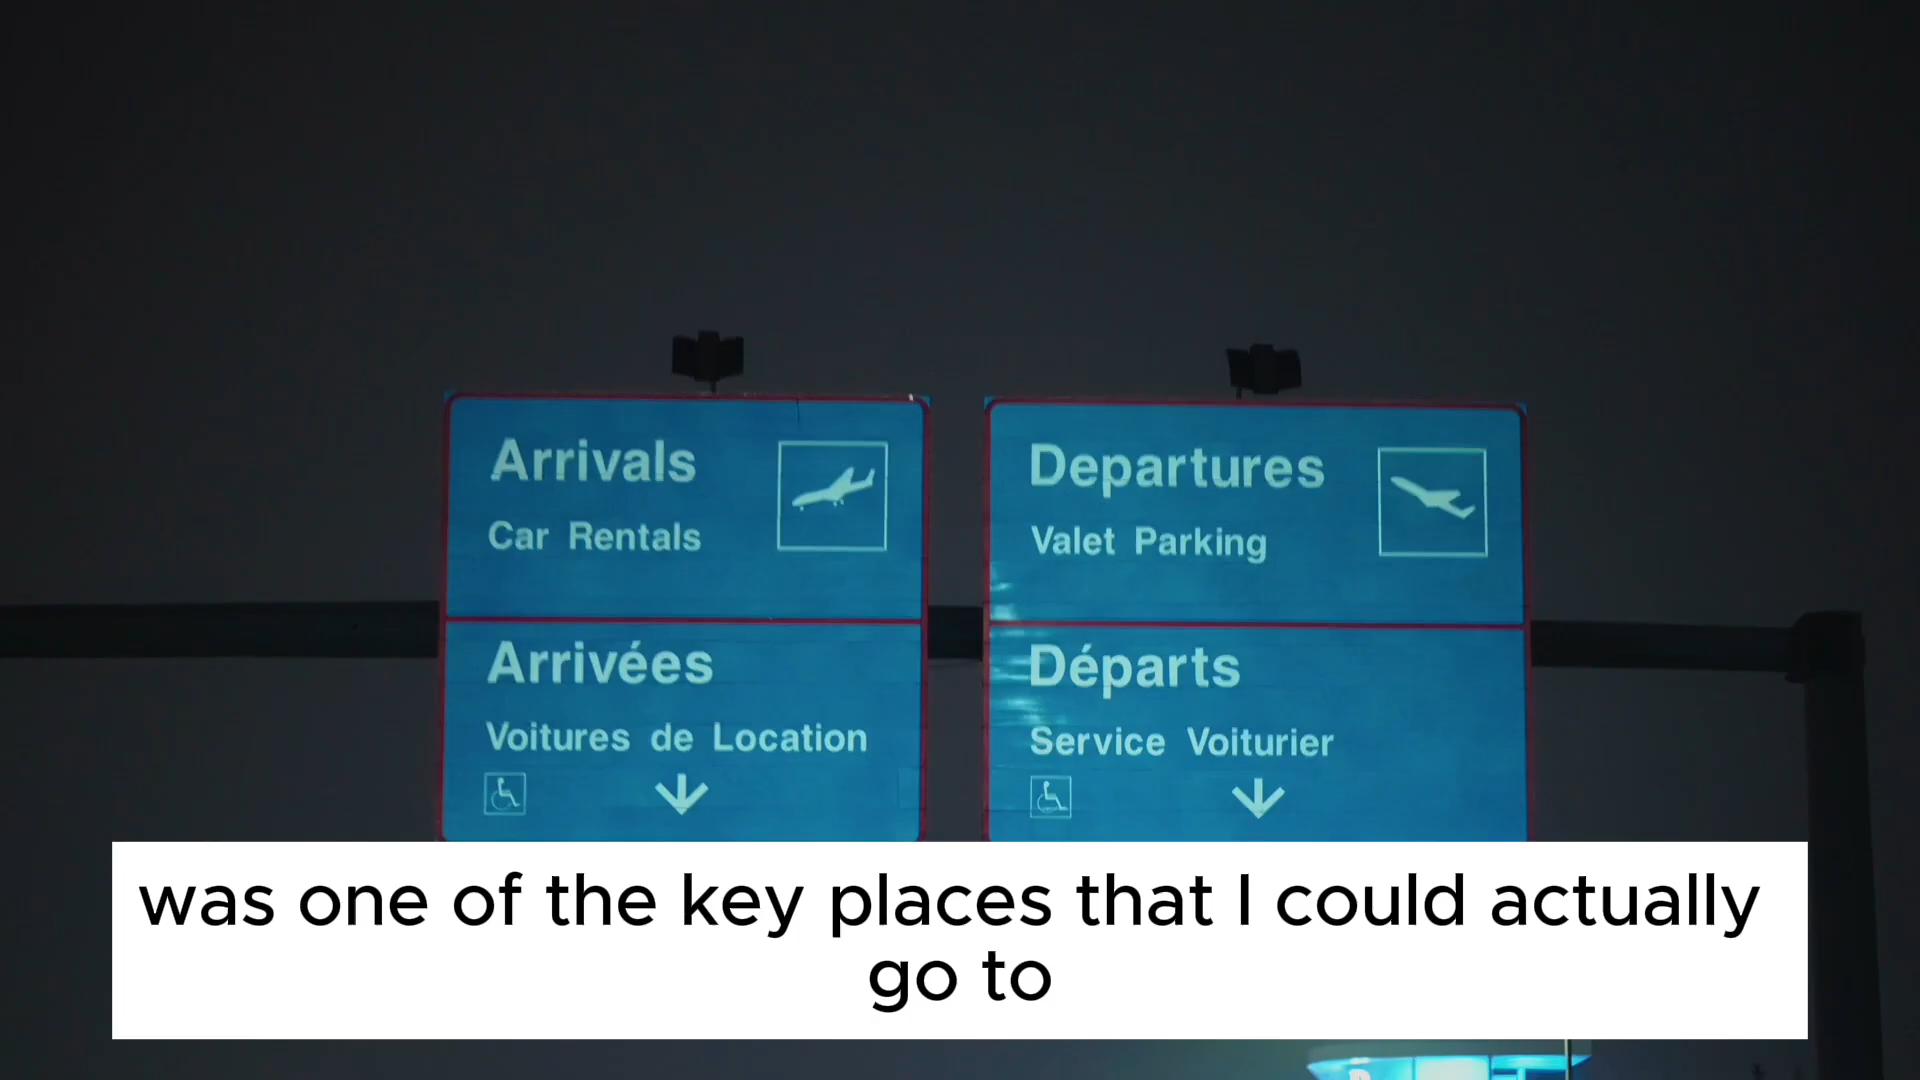 Arrivals
Car Rentals
Arrivées
Voitures de Location
Departures
Valet Parking
Départs
Service Voiturier
was one of the key places that I could actually
go to